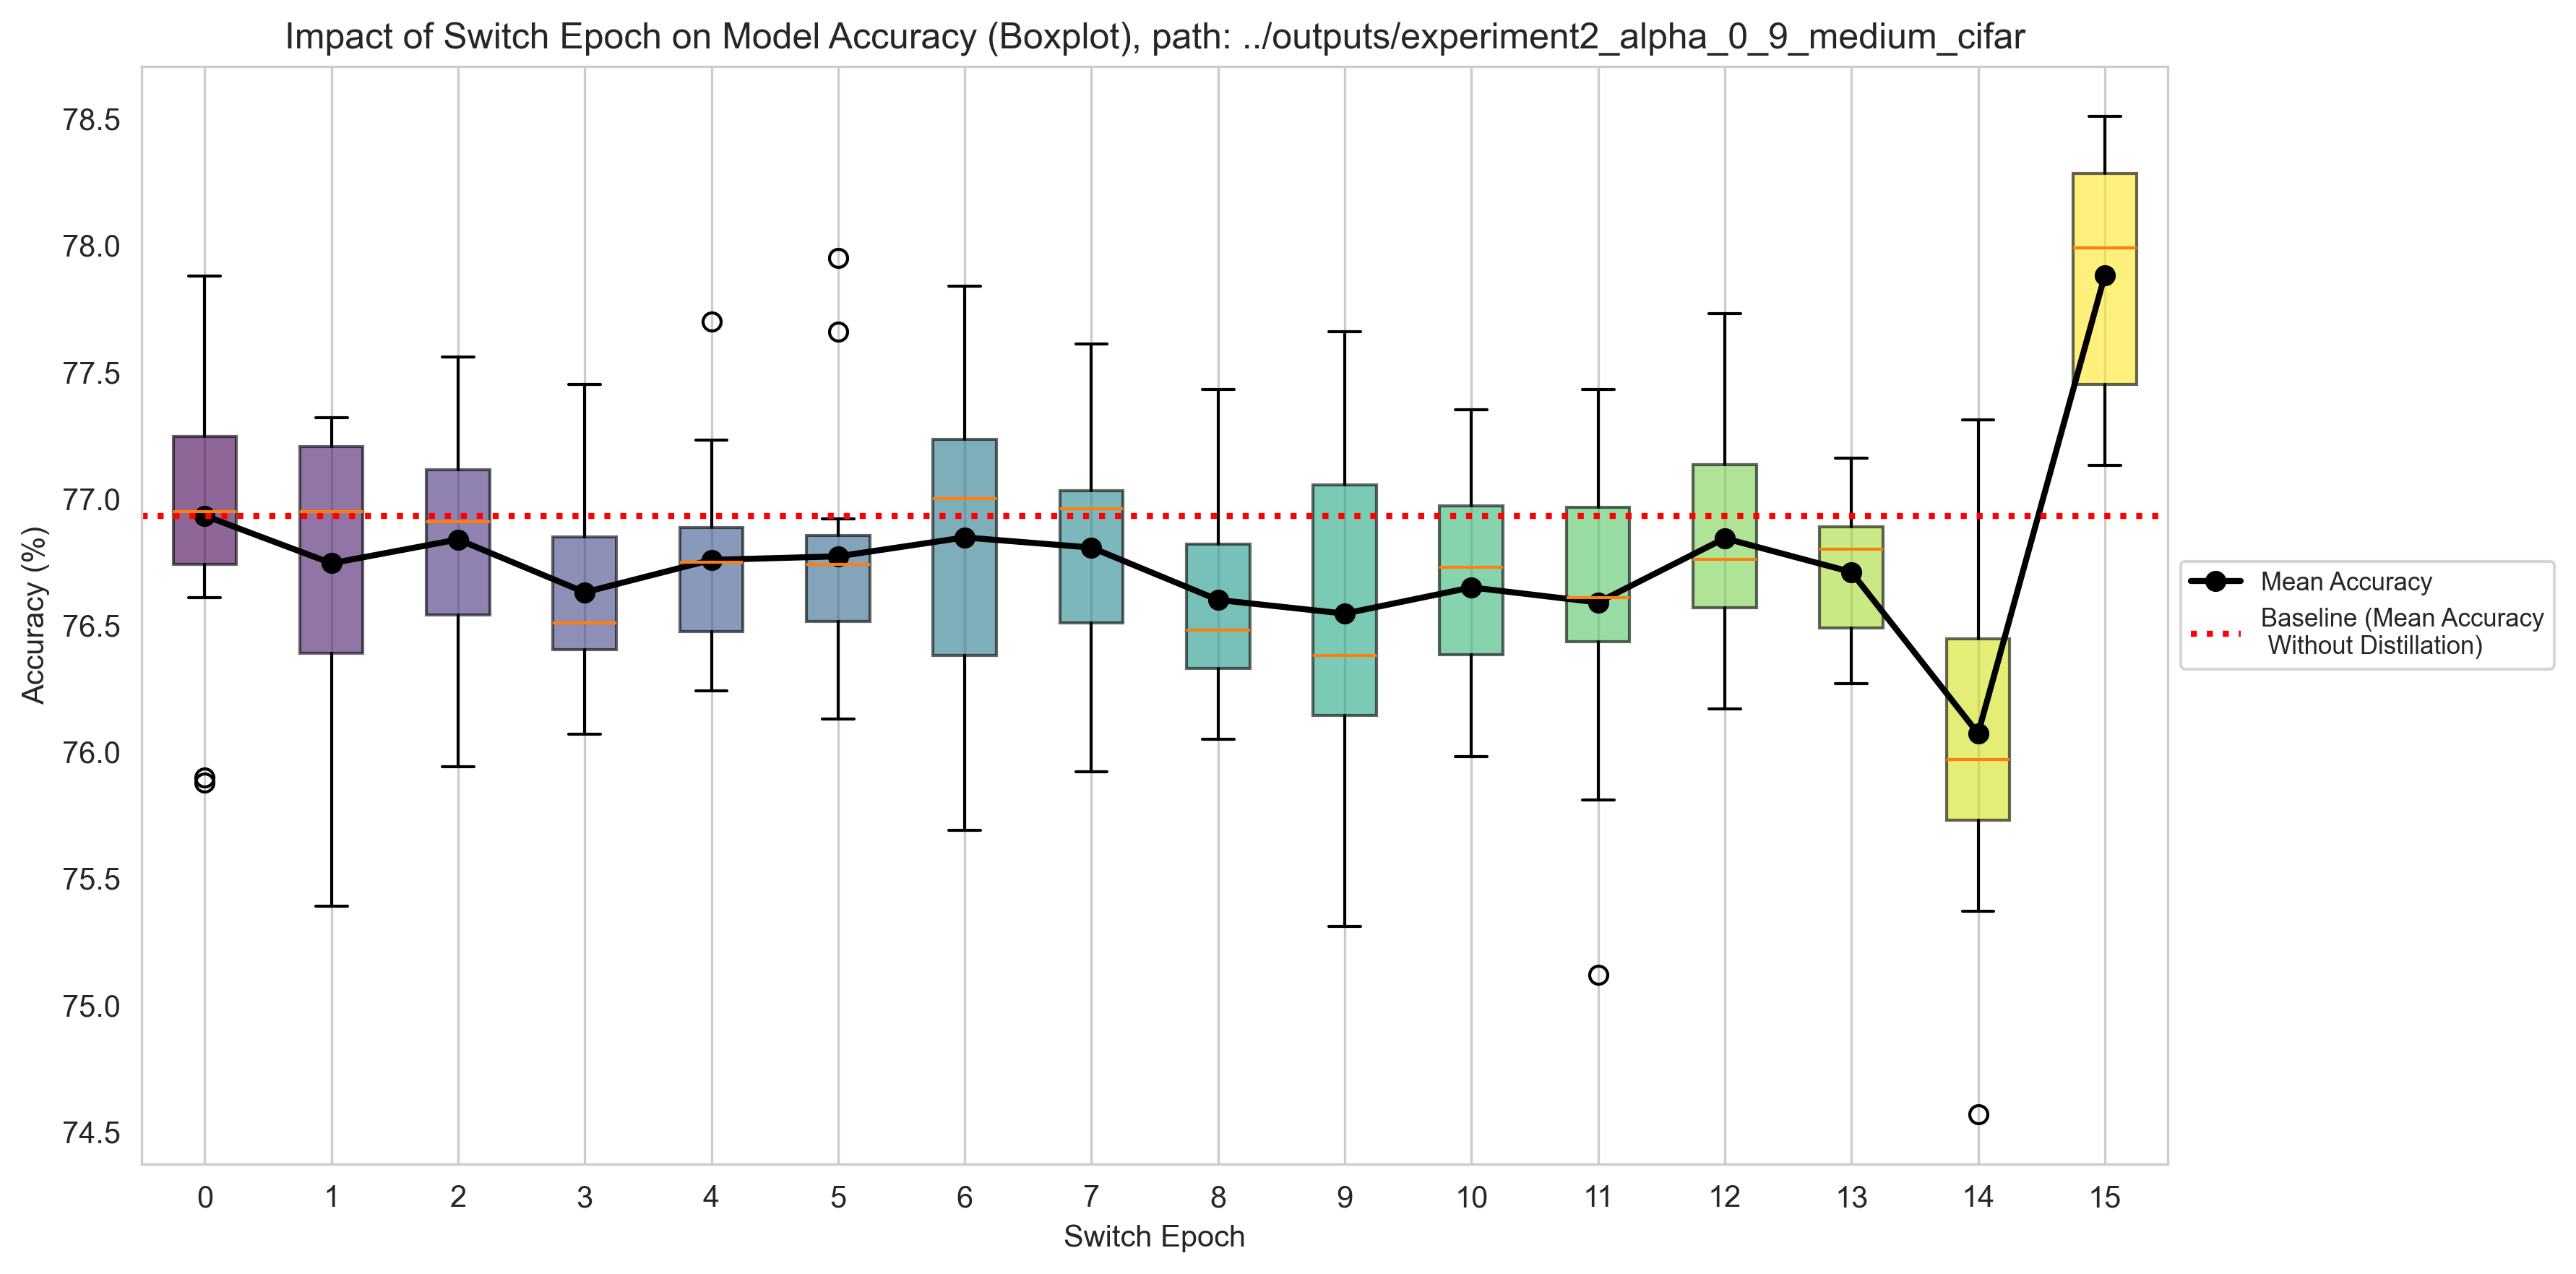 Impact of Switch Epoch on Model Accuracy (Boxplot), path: ../outputs/experiment2_alpha_0_9_medium_cifar
78.5
78.0
77.5
77.0
76.5
76.0
75.5
75.0
74.5
Accuracy (%)
0 1 2 3 4 5 6 7 8 9 10 11 12 13 14 15
Switch Epoch
Mean Accuracy
Baseline (Mean Accuracy
Without Distillation)